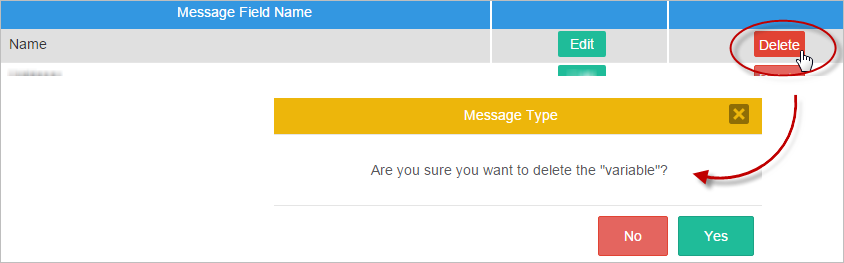 Message Field Name
Name Edit Delete
Message Type
Are you sure you want to delete the "variable"?
No Yes